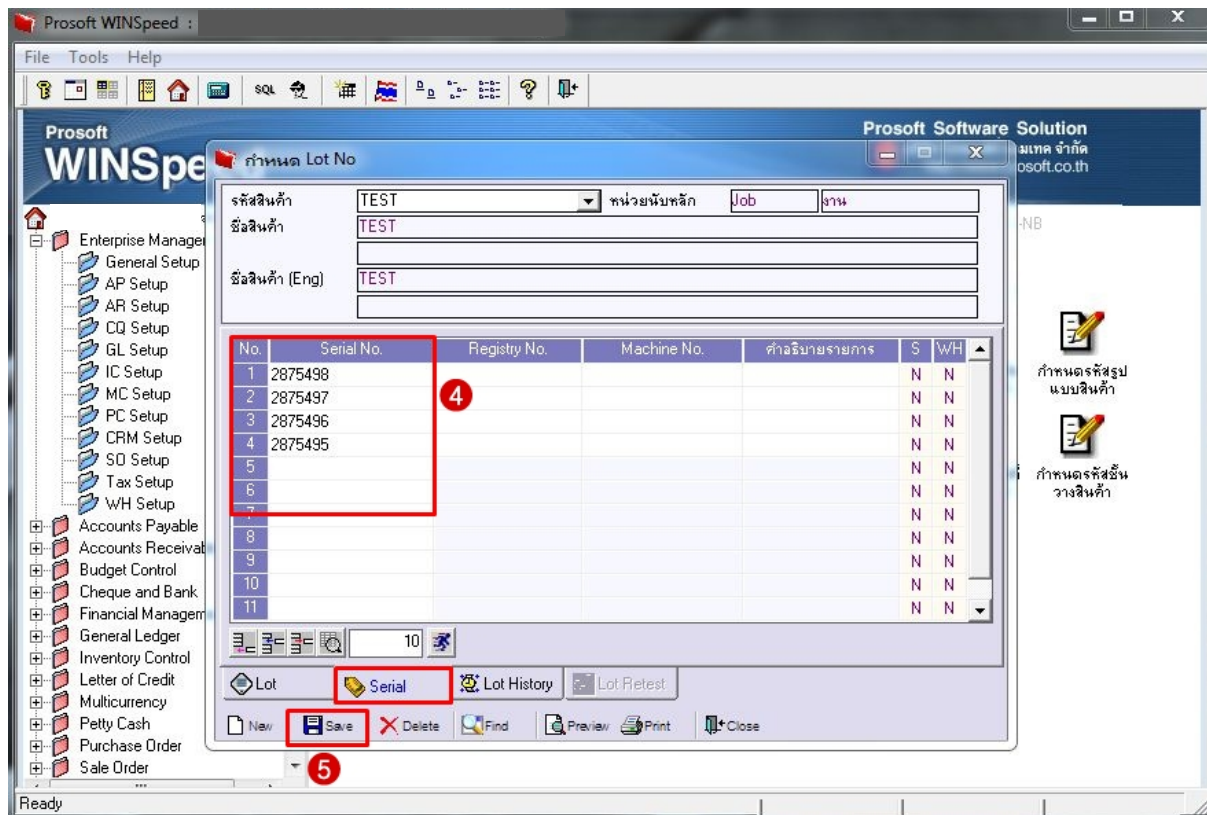 Prosoft WINSpeed :
File Tools Help
SQL
Prosoft
WINSpe
Prosoft Software Solution
มเทค จำกัด
osoft.co.th
-NB
กำหนด Lot No
รหัสสินค้า TEST หน่วยนับหลัก Job งาน
ชื่อสินค้า TEST
ชื่อสินค้า (Eng) TEST
No. Serial No. Registry No. Machine No. คำอธิบายรายการ S WH
1 2875498 N N
2 2875497 N N
3 2875496 N N
4 2875495 N N
5 N N
6 N N
7 N N
8 N N
9 N N
10 N N
11 N N
4
10
Lot Serial Lot History Lot Retest
New Save Delete Find Preview Print Close
5
Enterprise Manager
General Setup
AP Setup
AR Setup
CQ Setup
GL Setup
IC Setup
MC Setup
PC Setup
CRM Setup
SO Setup
Tax Setup
WH Setup
Accounts Payable
Accounts Receivab
Budget Control
Cheque and Bank
Financial Managem
General Ledger
Inventory Control
Letter of Credit
Multicurrency
Petty Cash
Purchase Order
Sale Order
กำหนดรหัสรูป
แบบสินค้า
กำหนดรหัสชั้น
วางสินค้า
Ready